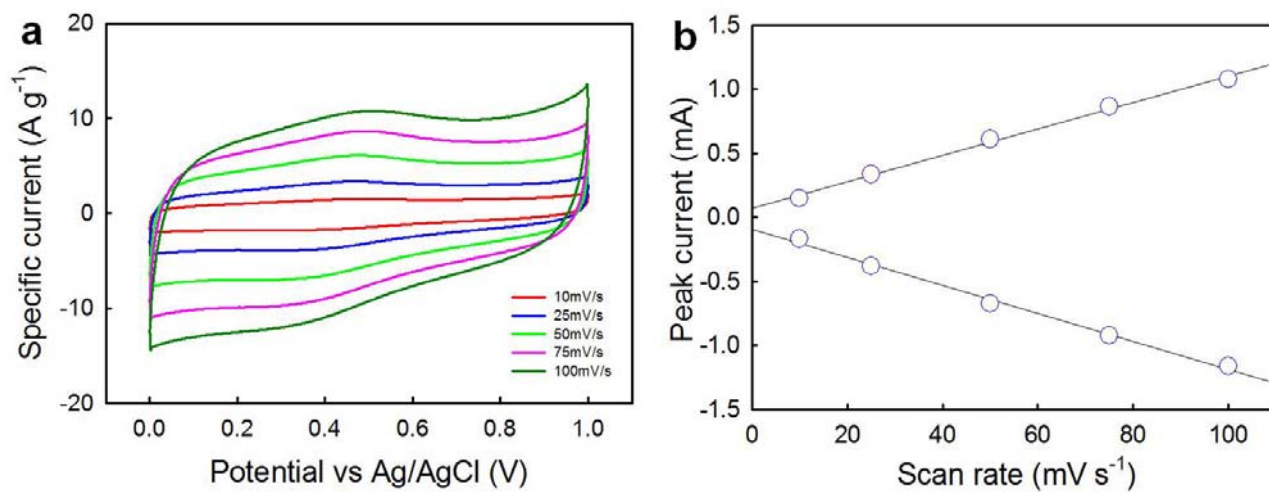 a
Specific current (A g⁻¹)
20
10
0
-10
-20
0.0 0.2 0.4 0.6 0.8 1.0
Potential vs Ag/AgCl (V)
10mV/s
25mV/s
50mV/s
75mV/s
100mV/s
b
Peak current (mA)
1.5
1.0
0.5
0.0
-0.5
-1.0
-1.5
0 20 40 60 80 100
Scan rate (mV s⁻¹)